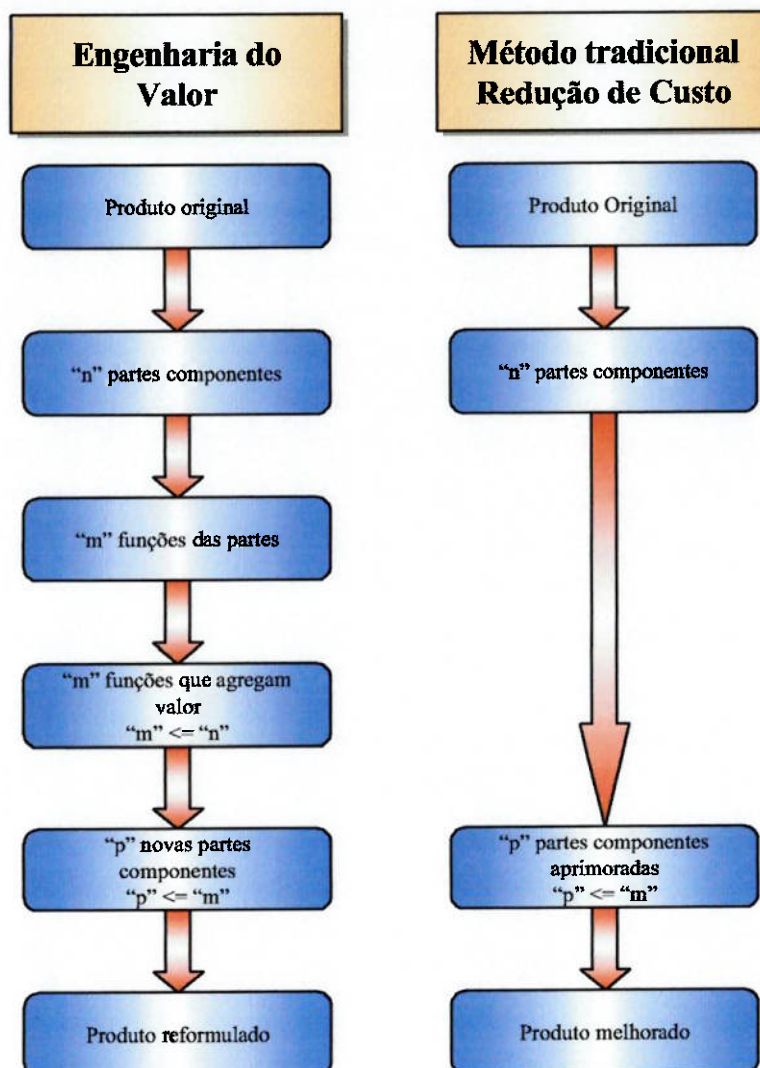 Engenharia do
Valor
Produto original
“n” partes componentes
“m” funções das partes
“m” funções que agregam
valor
“m” <= “n”
“p” novas partes
componentes
“p” <= “m”
Produto reformulado
Método tradicional
Redução de Custo
Produto Original
“n” partes componentes
“p” partes componentes
aprimoradas
“p” <= “m”
Produto melhorado